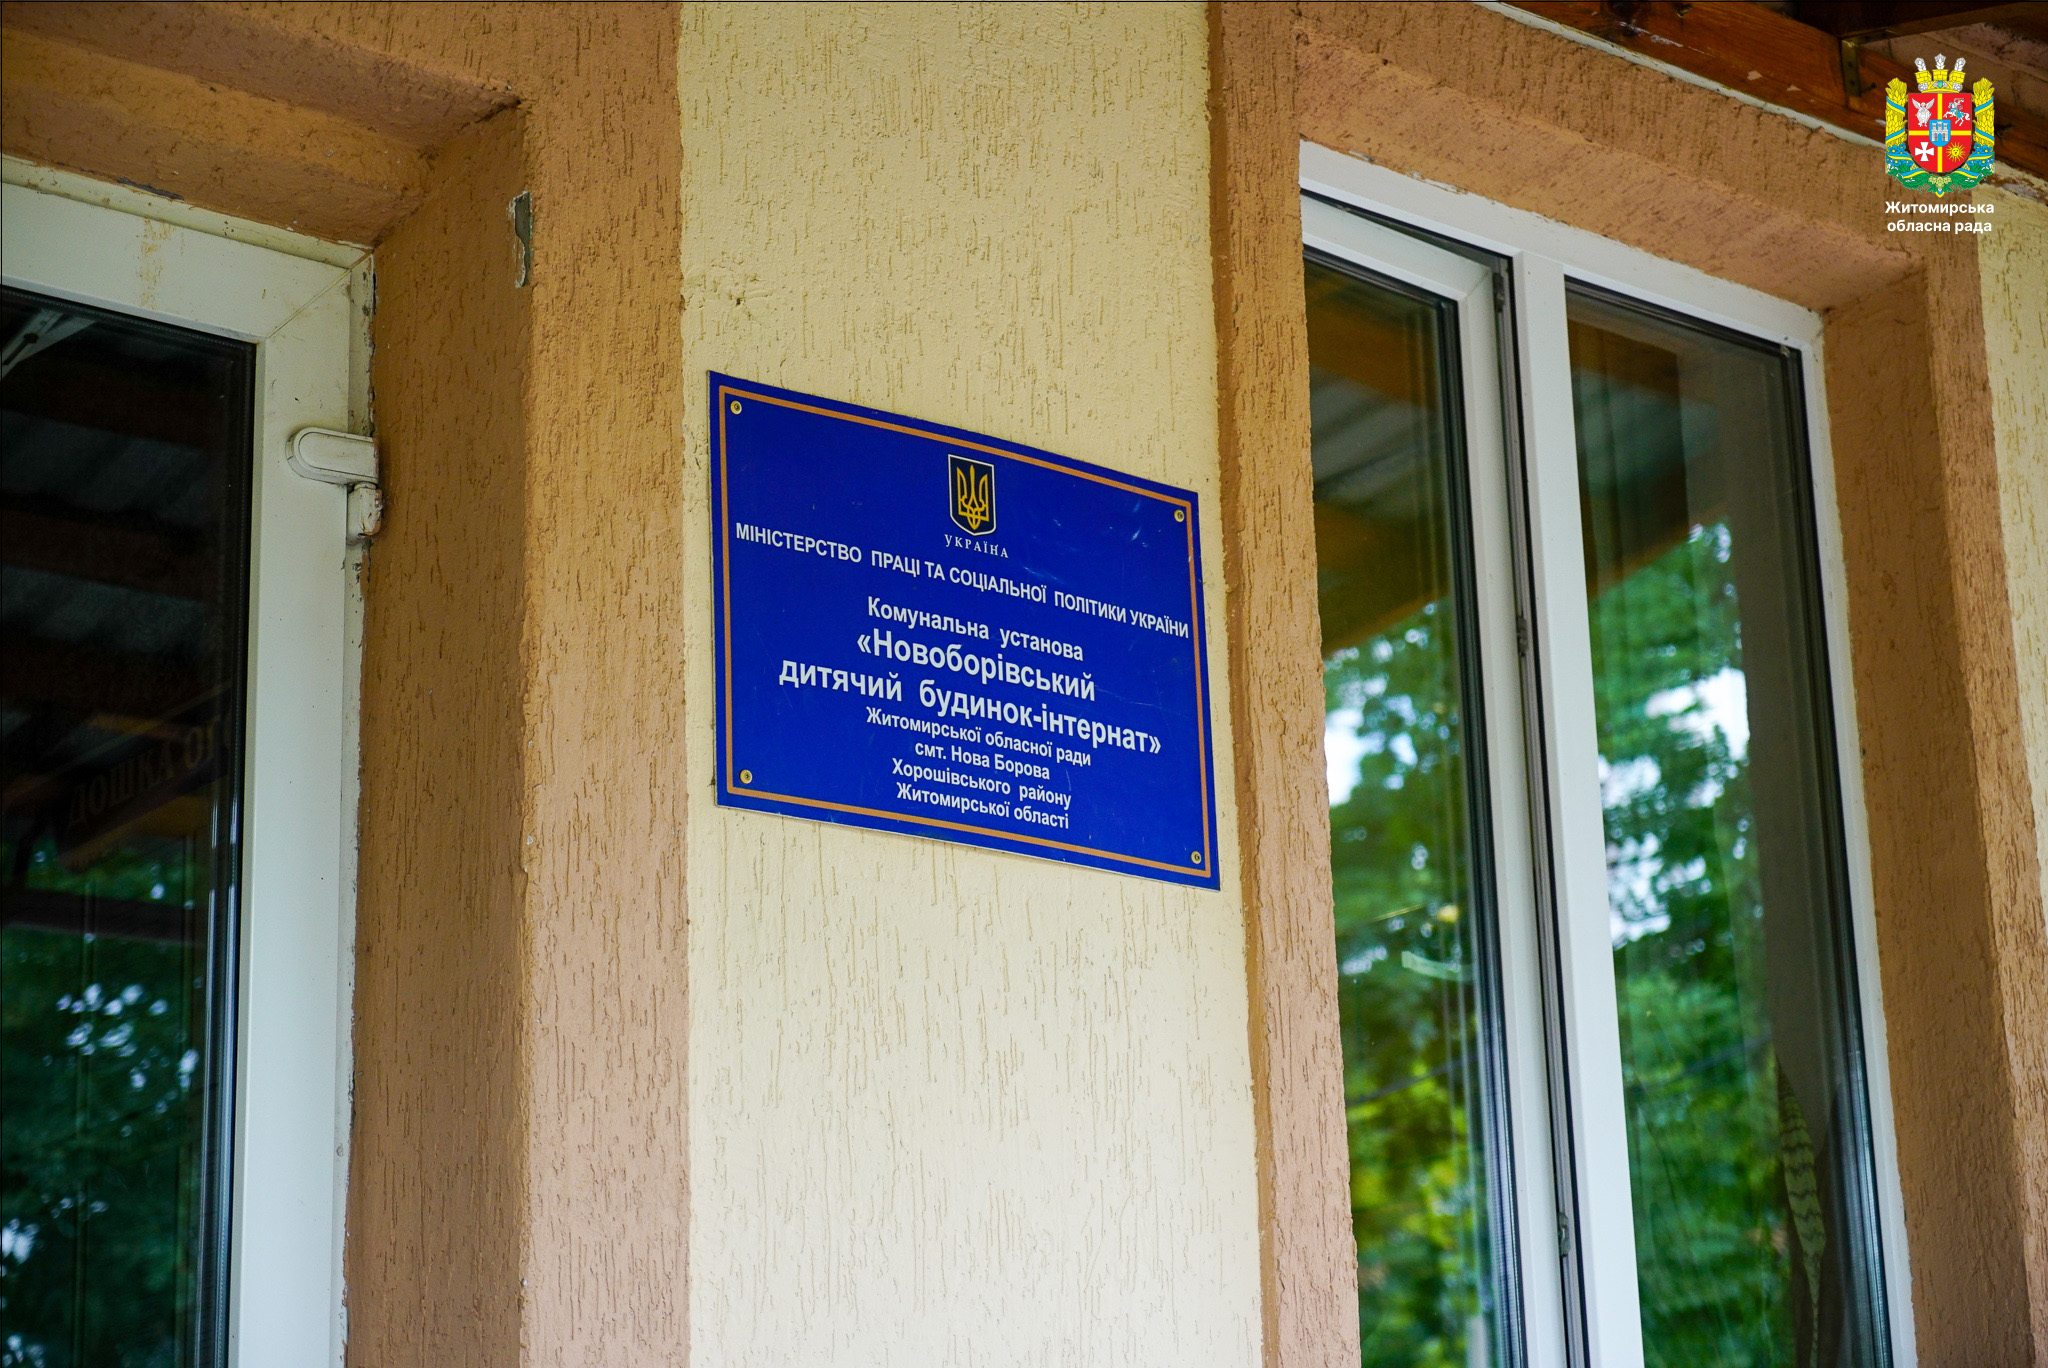 Житомирська
обласна рада
УКРАЇНА
МІНІСТЕРСТВО ПРАЦІ ТА СОЦІАЛЬНОЇ ПОЛІТИКИ УКРАЇНИ
Комунальна установа
«Новоборівський
дитячий будинок-інтернат»
Житомирської обласної ради
смт. Нова Борова
Хорошівського району
Житомирської області
ДОШКА